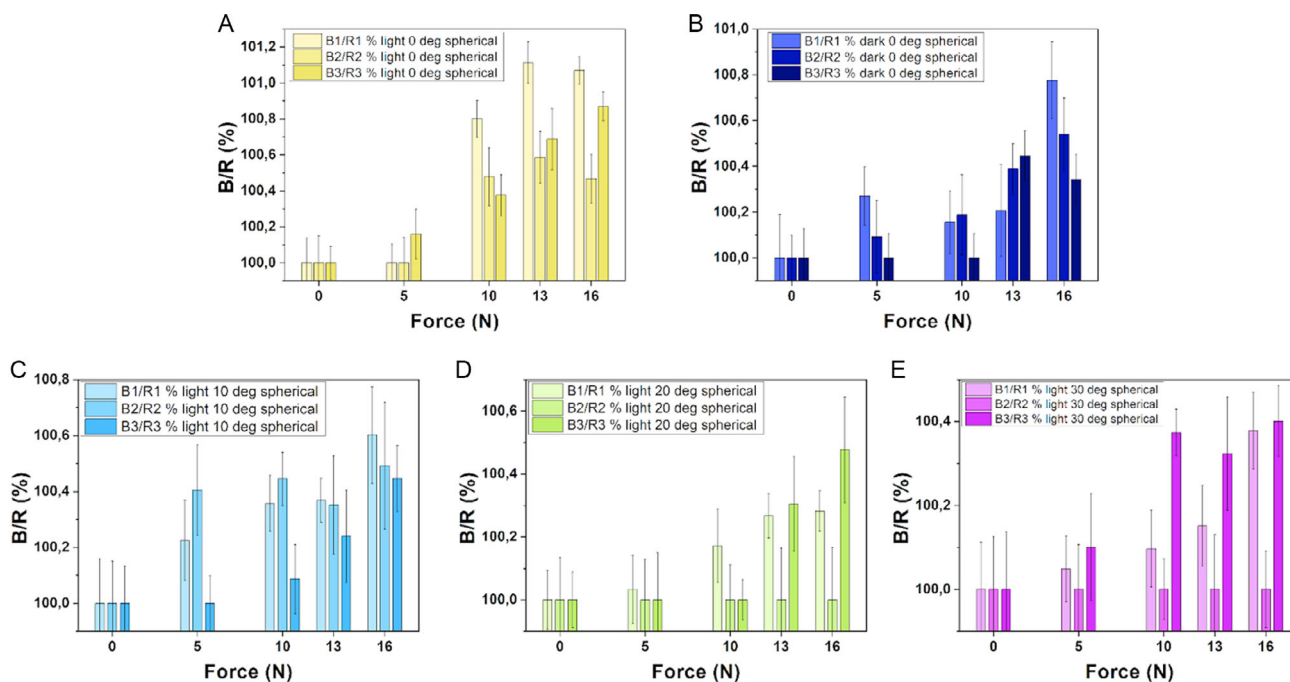 A
B1/R1 % light 0 deg spherical
B2/R2 % light 0 deg spherical
B3/R3 % light 0 deg spherical
101,2
101,0
100,8
100,6
100,4
100,2
100,0
B/R (%)
0 5 10 13 16
Force (N)
B
B1/R1 % dark 0 deg spherical
B2/R2 % dark 0 deg spherical
B3/R3 % dark 0 deg spherical
101,0
100,8
100,6
100,4
100,2
100,0
B/R (%)
0 5 10 13 16
Force (N)
C
B1/R1 % light 10 deg spherical
B2/R2 % light 10 deg spherical
B3/R3 % light 10 deg spherical
100,8
100,6
100,4
100,2
100,0
B/R (%)
0 5 10 13 16
Force (N)
D
B1/R1 % light 20 deg spherical
B2/R2 % light 20 deg spherical
B3/R3 % light 20 deg spherical
100,6
100,4
100,2
100,0
B/R (%)
0 5 10 13 16
Force (N)
E
B1/R1 % light 30 deg spherical
B2/R2 % light 30 deg spherical
B3/R3 % light 30 deg spherical
100,4
100,2
100,0
B/R (%)
0 5 10 13 16
Force (N)